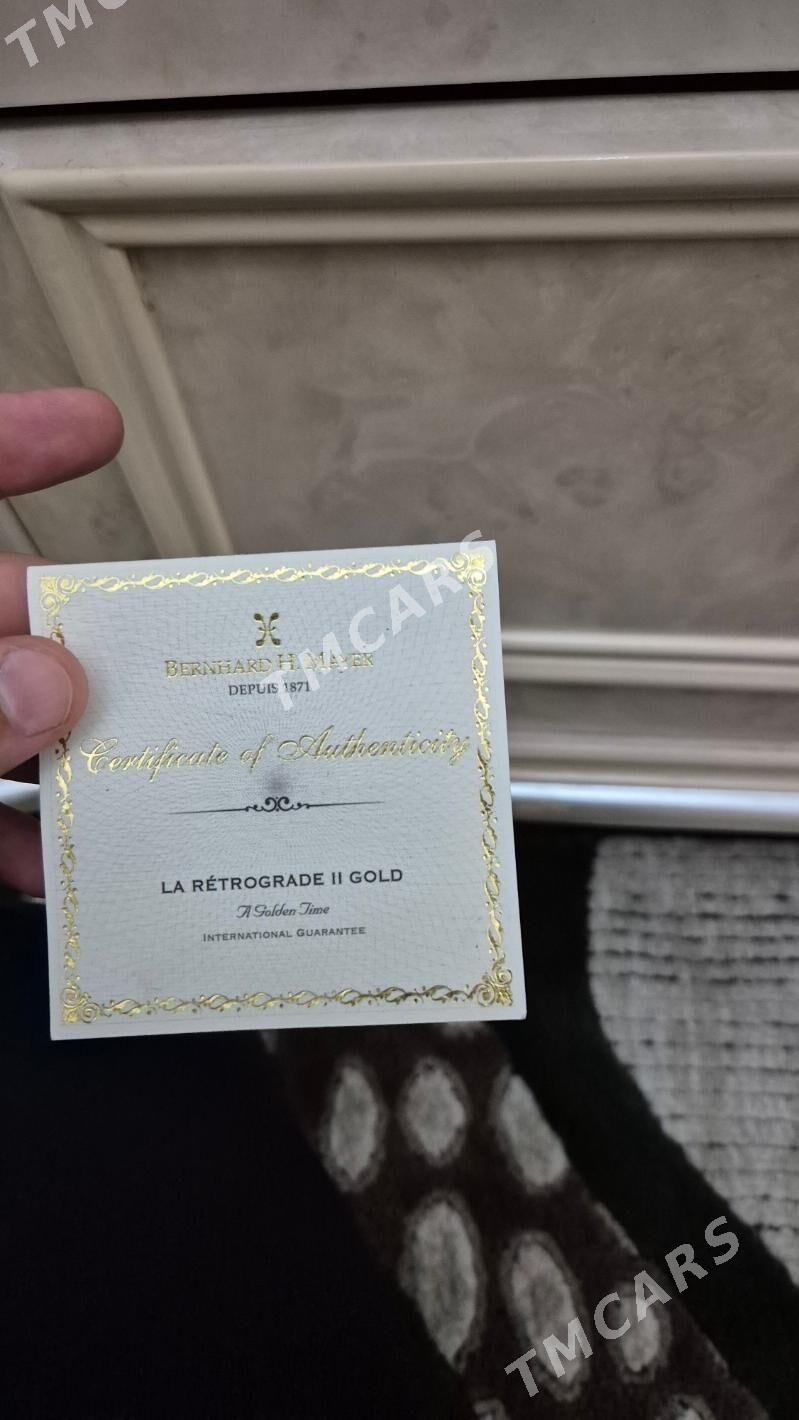 TMCARS
BERNHARD H. MAYER
DEPUIS 1871
TMCARS
Certificate of Authenticity
LA RÉTROGRADE II GOLD
A Golden Time
INTERNATIONAL GUARANTEE
TMCARS